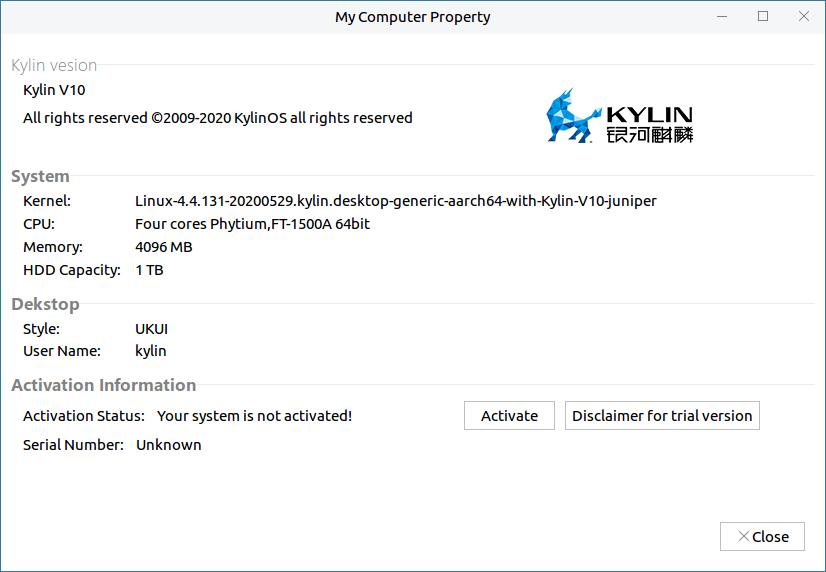 My Computer Property
Kylin vesion
Kylin V10
All rights reserved ©2009-2020 KylinOS all rights reserved
KYLIN
银河麒麟
System
Kernel: Linux-4.4.131-20200529.kylin.desktop-generic-aarch64-with-Kylin-V10-juniper
CPU: Four cores Phytium,FT-1500A 64bit
Memory: 4096 MB
HDD Capacity: 1 TB
Dekstop
Style: UKUI
User Name: kylin
Activation Information
Activation Status: Your system is not activated! Activate Disclaimer for trial version
Serial Number: Unknown
Close